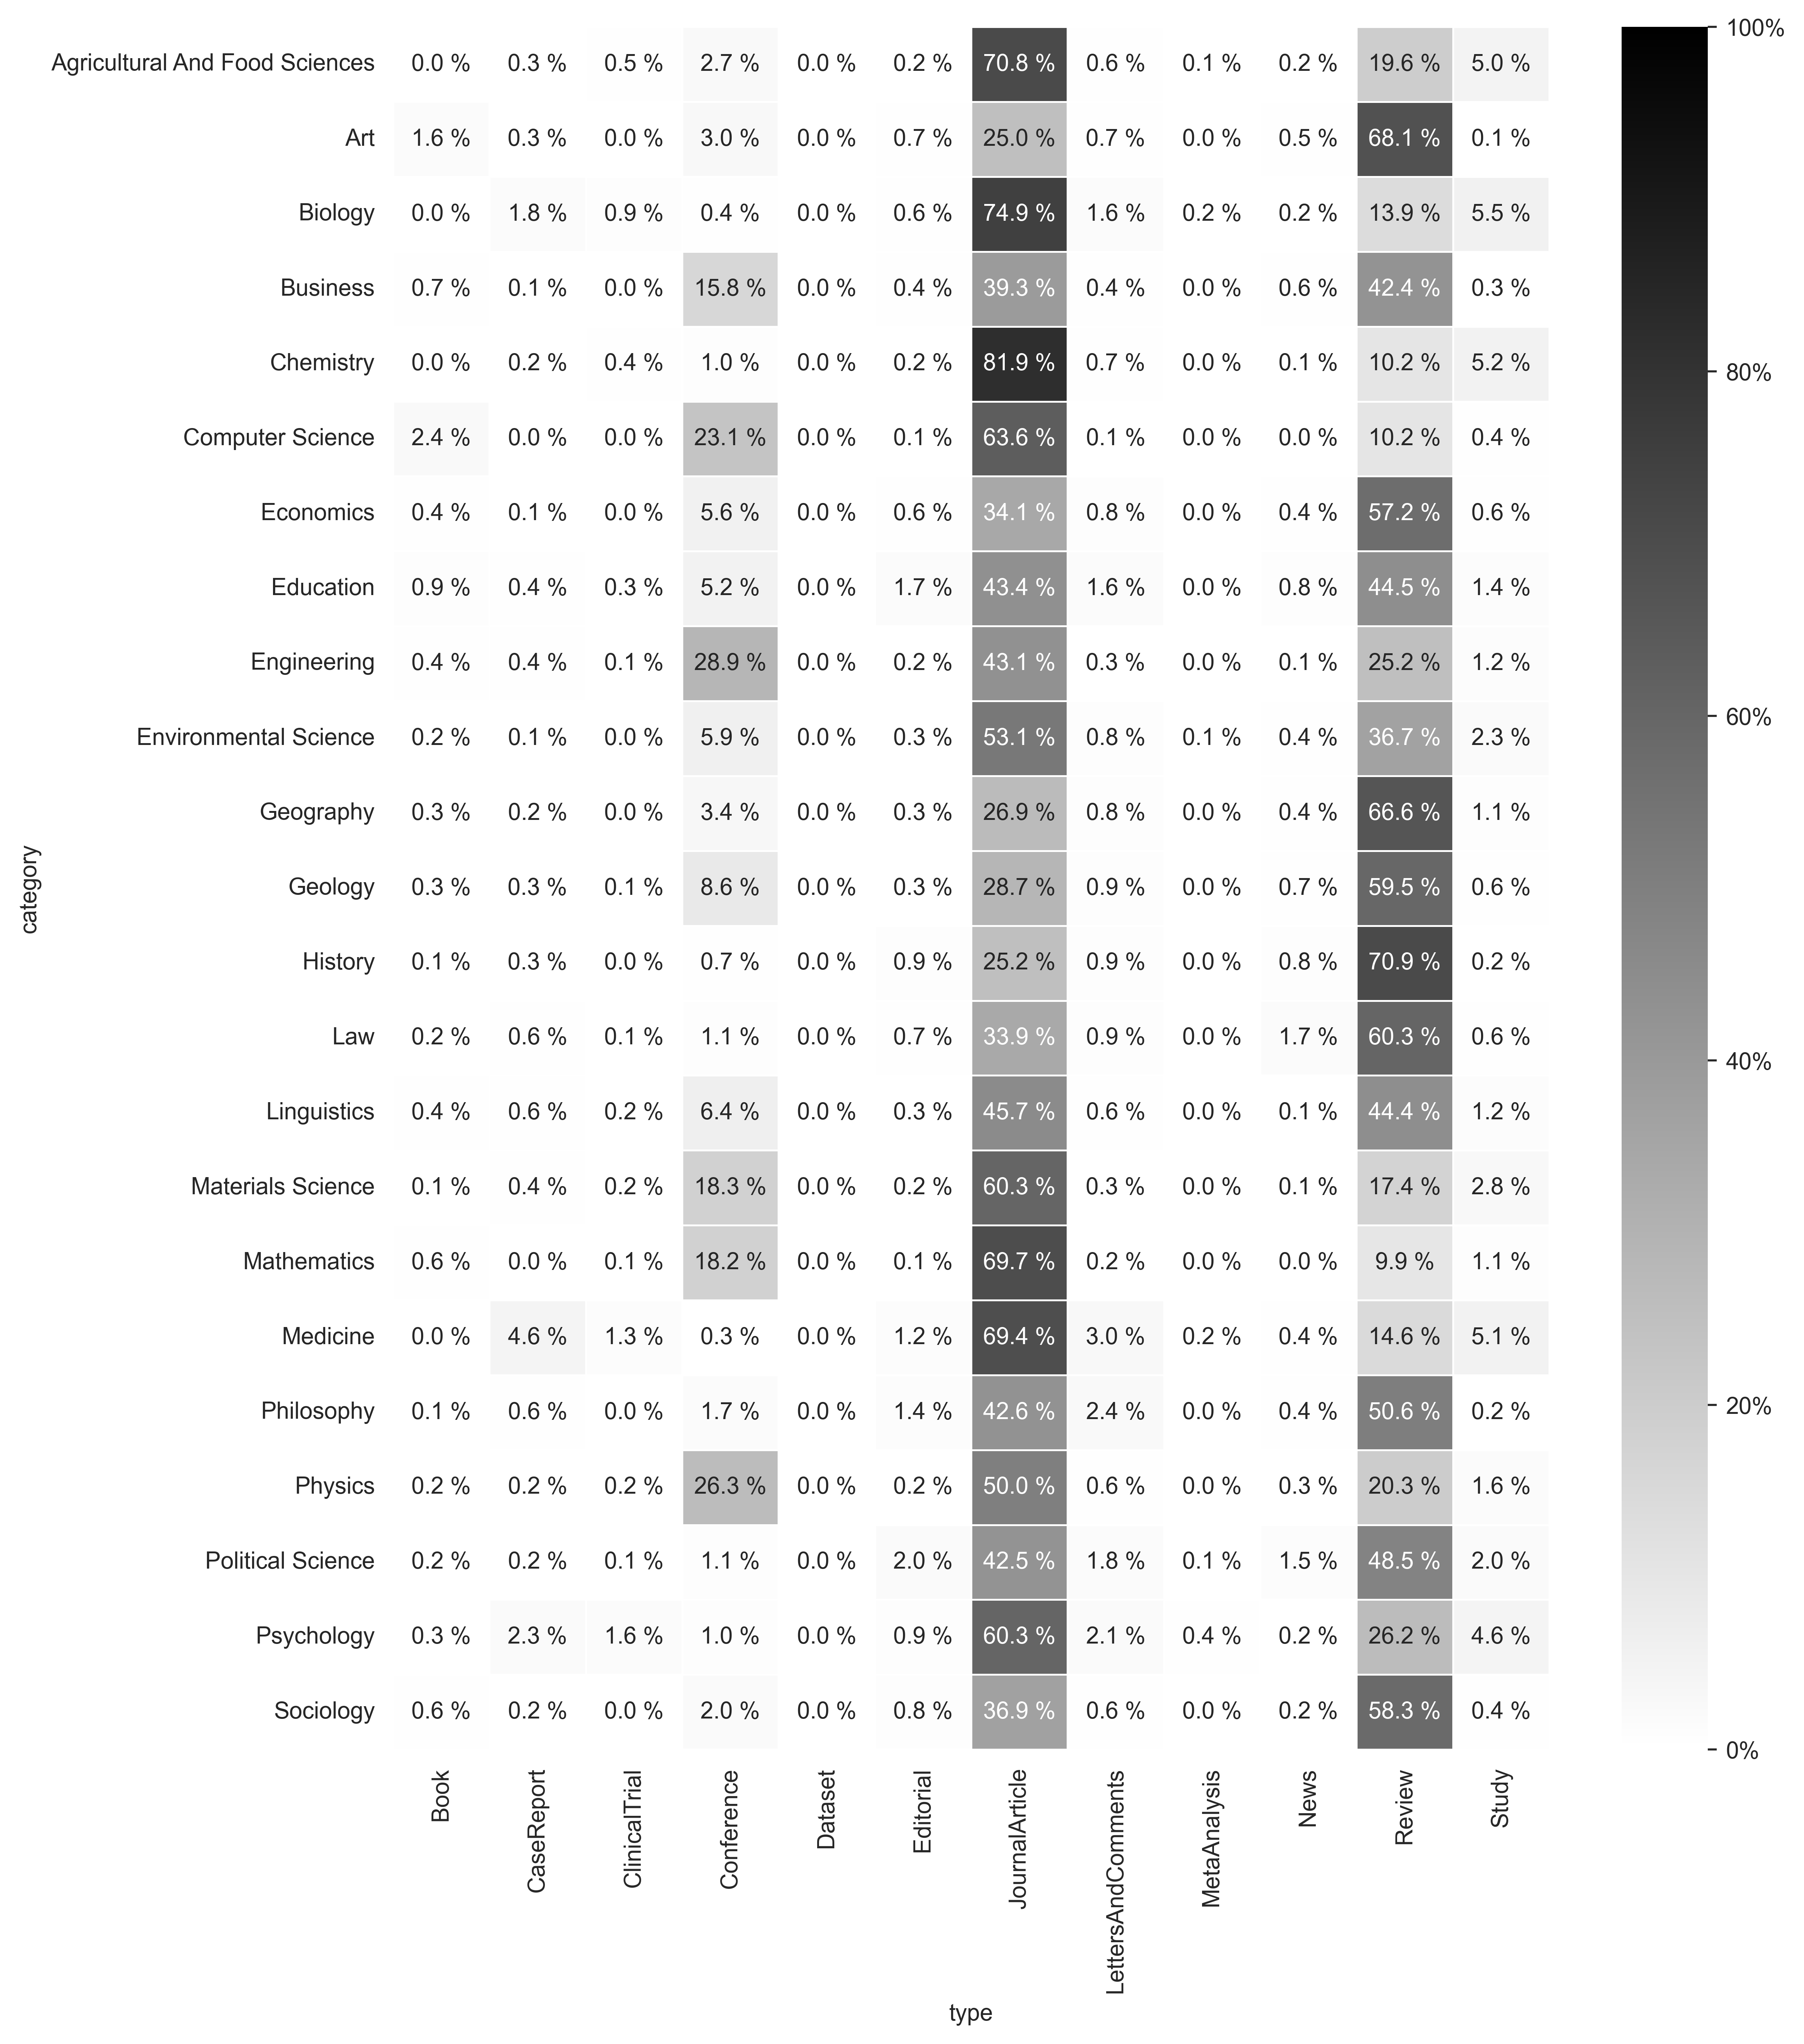 Agricultural And Food Sciences 0.0 % 0.3 % 0.5 % 2.7 % 0.0 % 0.2 % 70.8 % 0.6 % 0.1 % 0.2 % 19.6 % 5.0 %
Art 1.6 % 0.3 % 0.0 % 3.0 % 0.0 % 0.7 % 25.0 % 0.7 % 0.0 % 0.5 % 68.1 % 0.1 %
Biology 0.0 % 1.8 % 0.9 % 0.4 % 0.0 % 0.6 % 74.9 % 1.6 % 0.2 % 0.2 % 13.9 % 5.5 %
Business 0.7 % 0.1 % 0.0 % 15.8 % 0.0 % 0.4 % 39.3 % 0.4 % 0.0 % 0.6 % 42.4 % 0.3 %
Chemistry 0.0 % 0.2 % 0.4 % 1.0 % 0.0 % 0.2 % 81.9 % 0.7 % 0.0 % 0.1 % 10.2 % 5.2 %
Computer Science 2.4 % 0.0 % 0.0 % 23.1 % 0.0 % 0.1 % 63.6 % 0.1 % 0.0 % 0.0 % 10.2 % 0.4 %
Economics 0.4 % 0.1 % 0.0 % 5.6 % 0.0 % 0.6 % 34.1 % 0.8 % 0.0 % 0.4 % 57.2 % 0.6 %
Education 0.9 % 0.4 % 0.3 % 5.2 % 0.0 % 1.7 % 43.4 % 1.6 % 0.0 % 0.8 % 44.5 % 1.4 %
Engineering 0.4 % 0.4 % 0.1 % 28.9 % 0.0 % 0.2 % 43.1 % 0.3 % 0.0 % 0.1 % 25.2 % 1.2 %
Environmental Science 0.2 % 0.1 % 0.0 % 5.9 % 0.0 % 0.3 % 53.1 % 0.8 % 0.1 % 0.4 % 36.7 % 2.3 %
Geography 0.3 % 0.2 % 0.0 % 3.4 % 0.0 % 0.3 % 26.9 % 0.8 % 0.0 % 0.4 % 66.6 % 1.1 %
Geology 0.3 % 0.3 % 0.1 % 8.6 % 0.0 % 0.3 % 28.7 % 0.9 % 0.0 % 0.7 % 59.5 % 0.6 %
History 0.1 % 0.3 % 0.0 % 0.7 % 0.0 % 0.9 % 25.2 % 0.9 % 0.0 % 0.8 % 70.9 % 0.2 %
Law 0.2 % 0.6 % 0.1 % 1.1 % 0.0 % 0.7 % 33.9 % 0.9 % 0.0 % 1.7 % 60.3 % 0.6 %
Linguistics 0.4 % 0.6 % 0.2 % 6.4 % 0.0 % 0.3 % 45.7 % 0.6 % 0.0 % 0.1 % 44.4 % 1.2 %
Materials Science 0.1 % 0.4 % 0.2 % 18.3 % 0.0 % 0.2 % 60.3 % 0.3 % 0.0 % 0.1 % 17.4 % 2.8 %
Mathematics 0.6 % 0.0 % 0.1 % 18.2 % 0.0 % 0.1 % 69.7 % 0.2 % 0.0 % 0.0 % 9.9 % 1.1 %
Medicine 0.0 % 4.6 % 1.3 % 0.3 % 0.0 % 1.2 % 69.4 % 3.0 % 0.2 % 0.4 % 14.6 % 5.1 %
Philosophy 0.1 % 0.6 % 0.0 % 1.7 % 0.0 % 1.4 % 42.6 % 2.4 % 0.0 % 0.4 % 50.6 % 0.2 %
Physics 0.2 % 0.2 % 0.2 % 26.3 % 0.0 % 0.2 % 50.0 % 0.6 % 0.0 % 0.3 % 20.3 % 1.6 %
Political Science 0.2 % 0.2 % 0.1 % 1.1 % 0.0 % 2.0 % 42.5 % 1.8 % 0.1 % 1.5 % 48.5 % 2.0 %
Psychology 0.3 % 2.3 % 1.6 % 1.0 % 0.0 % 0.9 % 60.3 % 2.1 % 0.4 % 0.2 % 26.2 % 4.6 %
Sociology 0.6 % 0.2 % 0.0 % 2.0 % 0.0 % 0.8 % 36.9 % 0.6 % 0.0 % 0.2 % 58.3 % 0.4 %
category
Book
CaseReport
ClinicalTrial
Conference
Dataset
Editorial
JournalArticle
LettersAndComments
MetaAnalysis
News
Review
Study
type
100%
80%
60%
40%
20%
0%